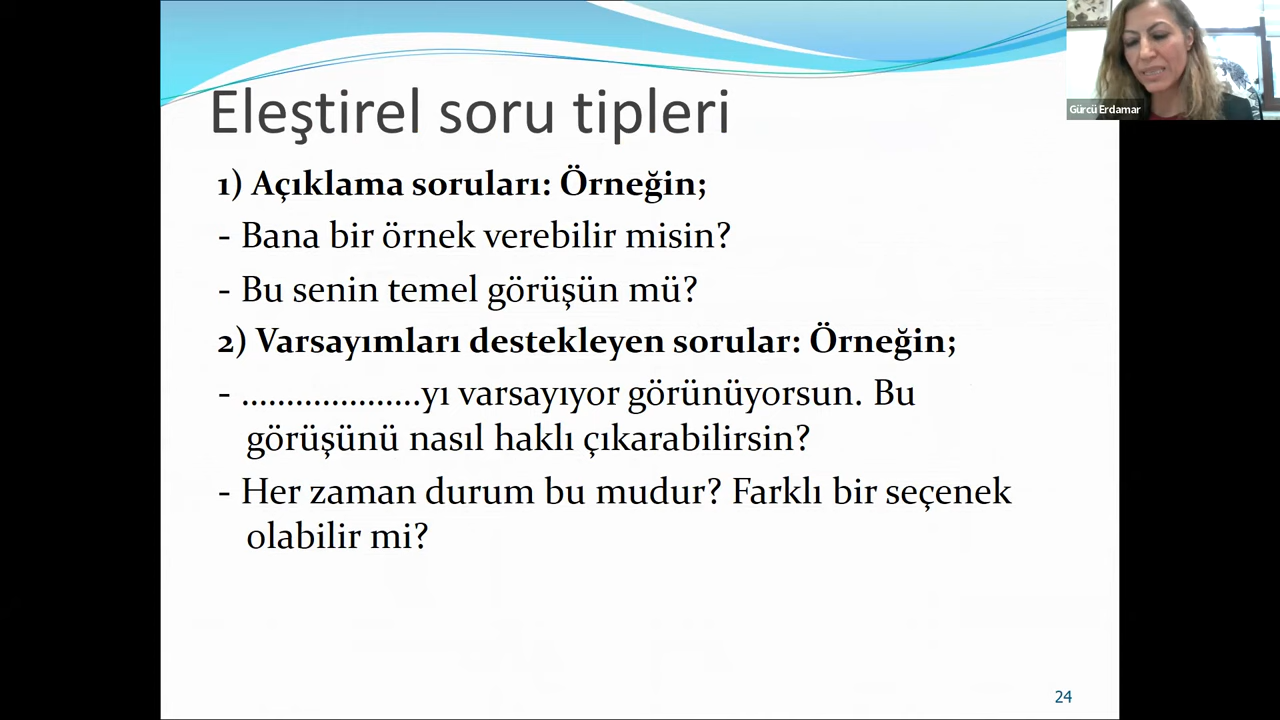 Eleştirel soru tipleri
1) Açıklama soruları: Örneğin;
- Bana bir örnek verebilir misin?
- Bu senin temel görüşün mü?
2) Varsayımları destekleyen sorular: Örneğin;
- ....................yı varsayıyor görünüyorsun. Bu
görüşünü nasıl haklı çıkarabilirsin?
- Her zaman durum bu mudur? Farklı bir seçenek
olabilir mi?
24
Gürcü Erdamar